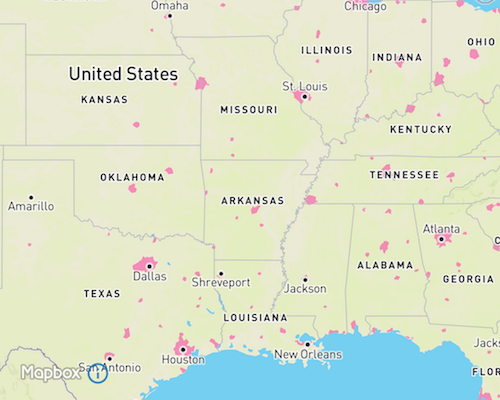 Omaha
Chicago
ILLINOIS
INDIANA
OHIO
United States
KANSAS
St. Louis
MISSOURI
KENTUCKY
OKLAHOMA
TENNESSEE
Amarillo
ARKANSAS
Atlanta
Dallas
ALABAMA
Shreveport
Jackson
GEORGIA
TEXAS
LOUISIANA
Houston
New Orleans
Jacks
San Antonio
Mapbox
i
FLOR